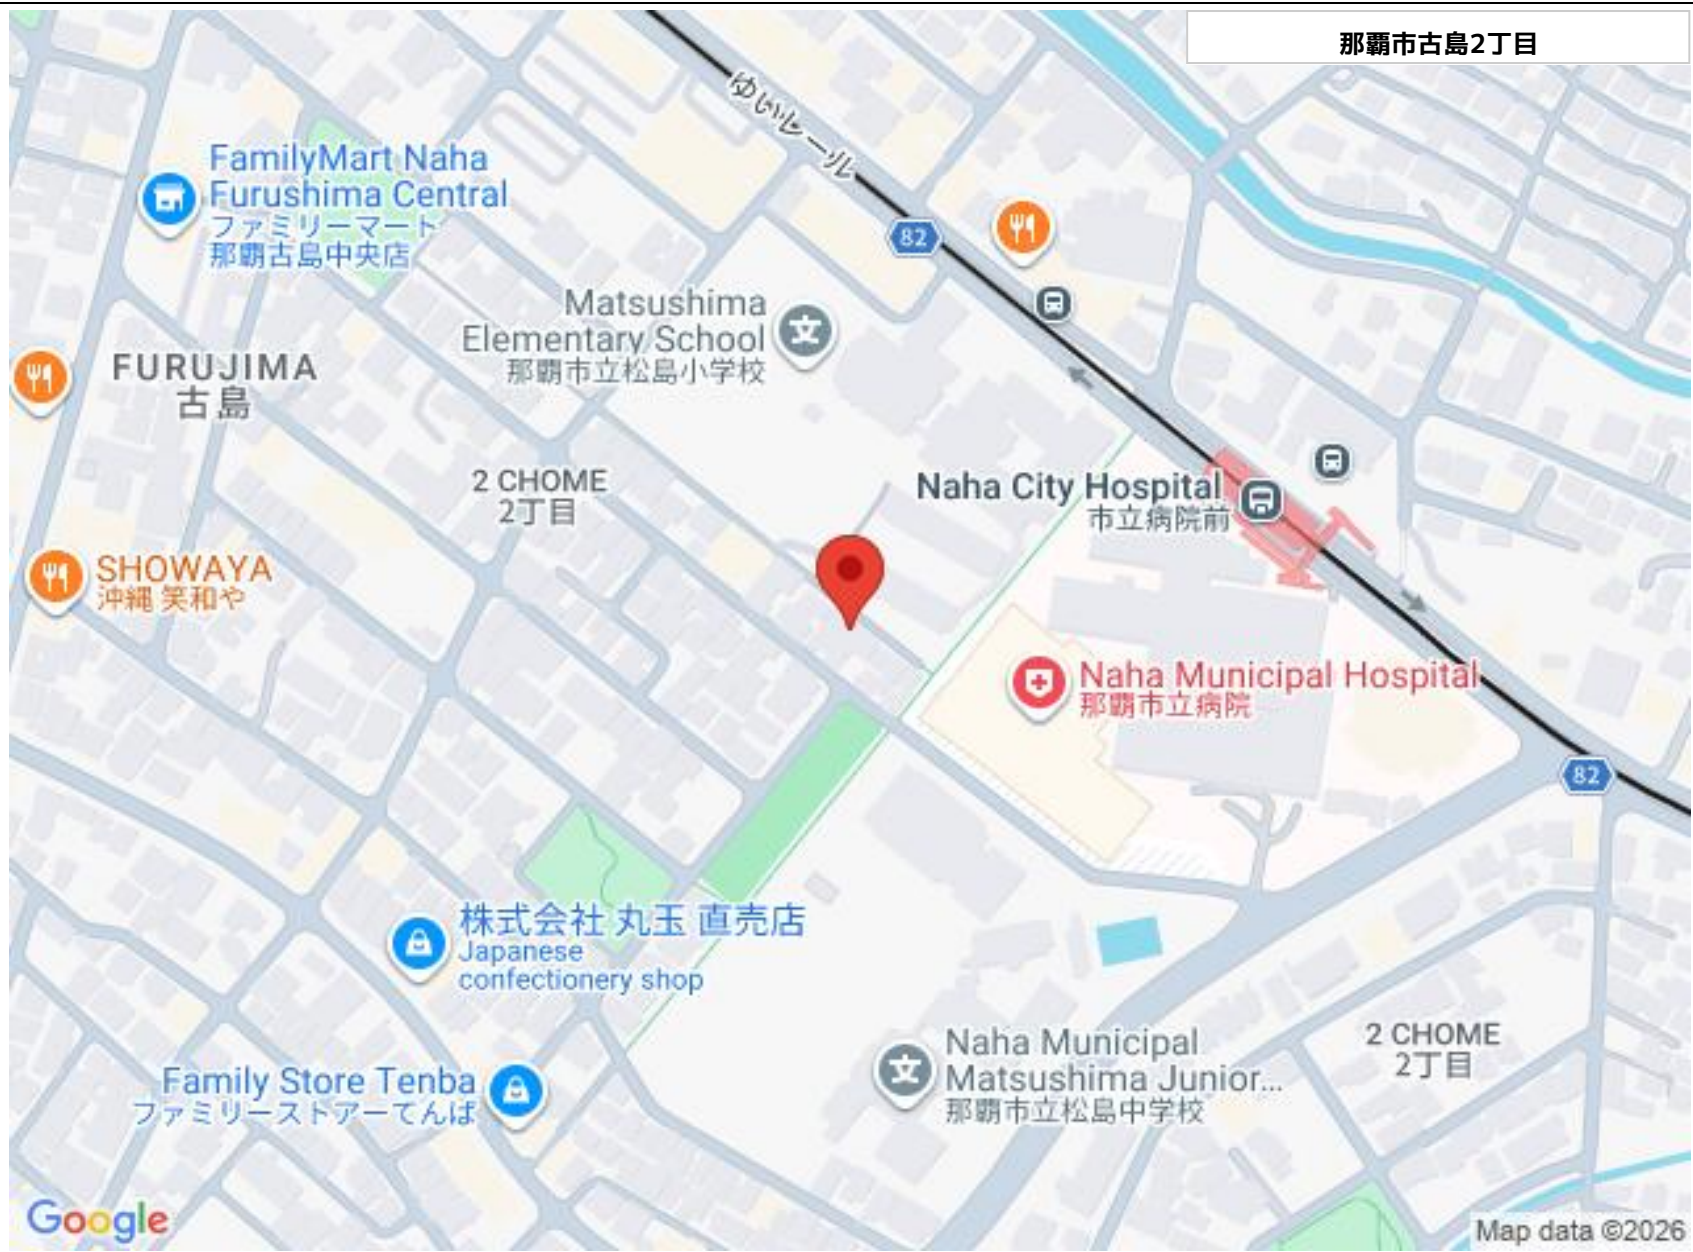 那覇市古島2丁目
ゆいレール
FamilyMart Naha
Furushima Central
ファミリーマート
那覇古島中央店
82
Matsushima
Elementary School
那覇市立松島小学校
FURUJIMA
古島
2 CHOME
2丁目
Naha City Hospital
市立病院前
SHOWAYA
沖縄 笑和や
Naha Municipal Hospital
那覇市立病院
82
株式会社 丸玉 直売店
Japanese
confectionery shop
Naha Municipal
Matsushima Junior...
那覇市立松島中学校
2 CHOME
2丁目
Family Store Tenba
ファミリーストアーてんば
Google
Map data ©2026